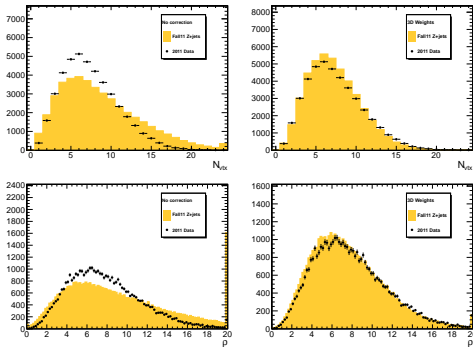 No correction
Fall11 Z+jets
2011 Data
7000
6000
5000
4000
3000
2000
1000
0
0 5 10 15 20
N_vtx
3D Weights
Fall11 Z+jets
2011 Data
8000
7000
6000
5000
4000
3000
2000
1000
0
0 5 10 15 20
N_vtx
No correction
Fall11 Z+jets
2011 Data
2400
2200
2000
1800
1600
1400
1200
1000
800
600
400
200
0
0 2 4 6 8 10 12 14 16 18 20
ρ
3D Weights
Fall11 Z+jets
2011 Data
1600
1400
1200
1000
800
600
400
200
0
0 2 4 6 8 10 12 14 16 18 20
ρ